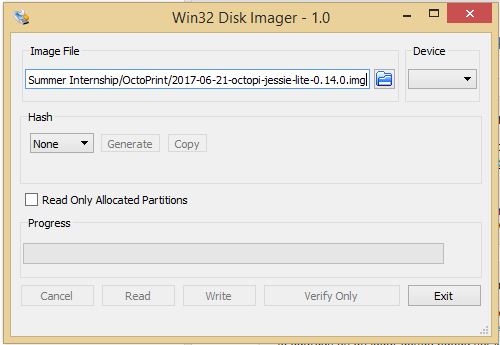 Win32 Disk Imager - 1.0
Image File
Device
Summer Internship/OctoPrint/2017-06-21-octopi-jessie-lite-0.14.0.img
Hash
None
Generate
Copy
Read Only Allocated Partitions
Progress
Cancel
Read
Write
Verify Only
Exit